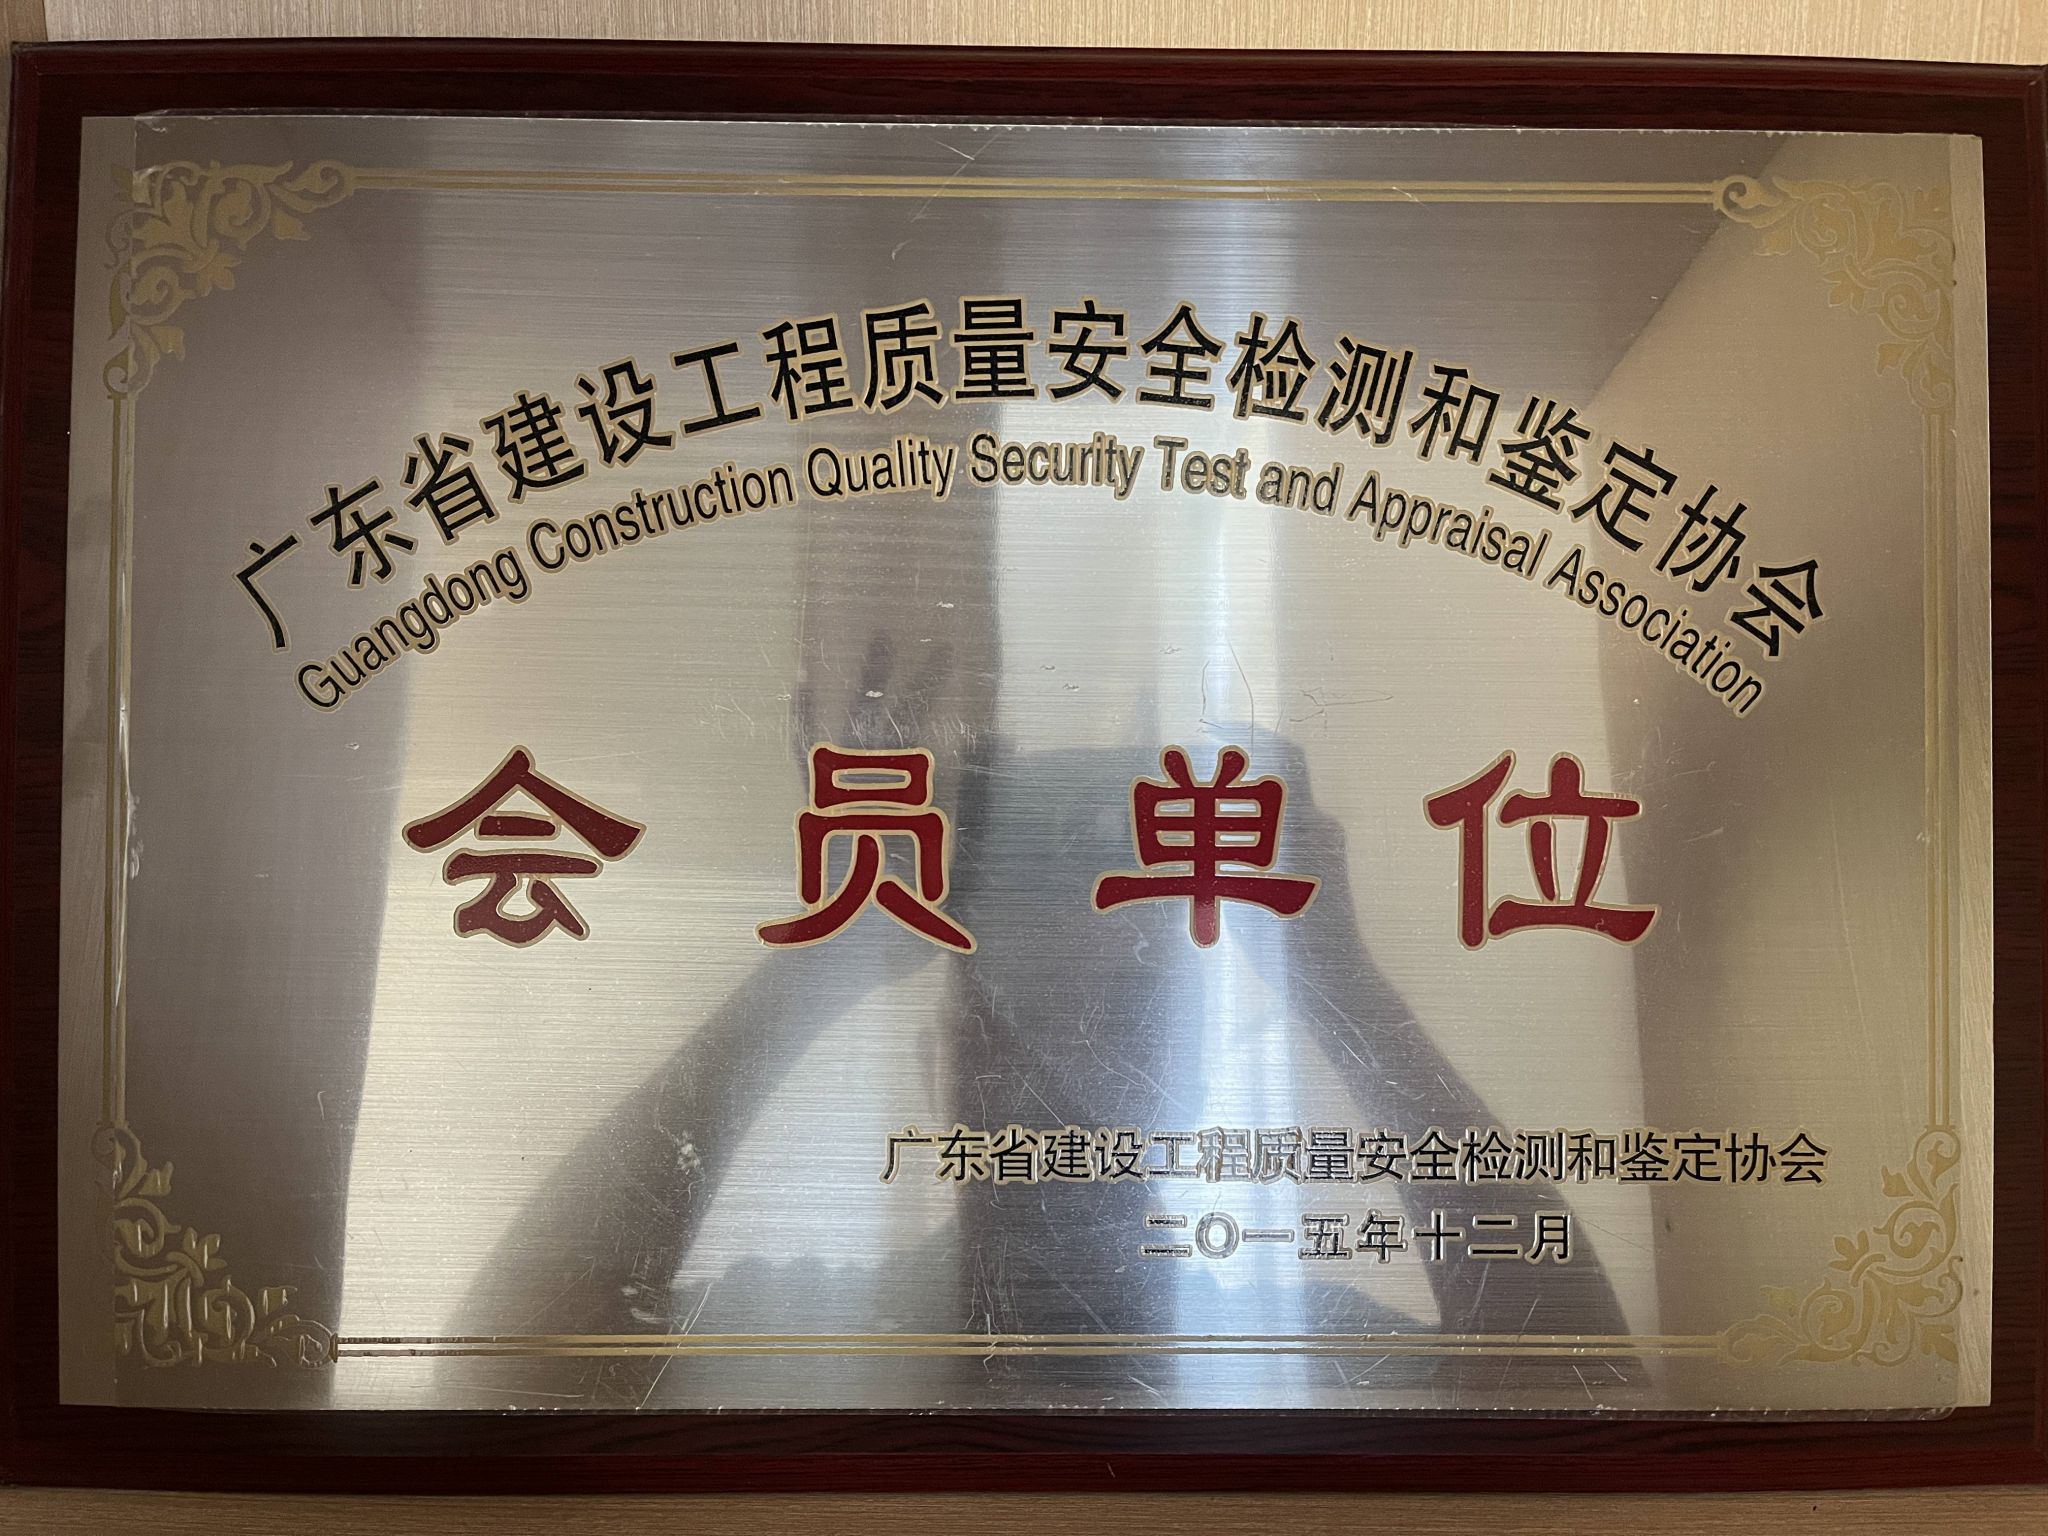 广东省建设工程质量安全检测和鉴定协会
Guangdong Construction Quality Security Test and Appraisal Association
会员单位
广东省建设工程质量安全检测和鉴定协会
二〇一五年十二月